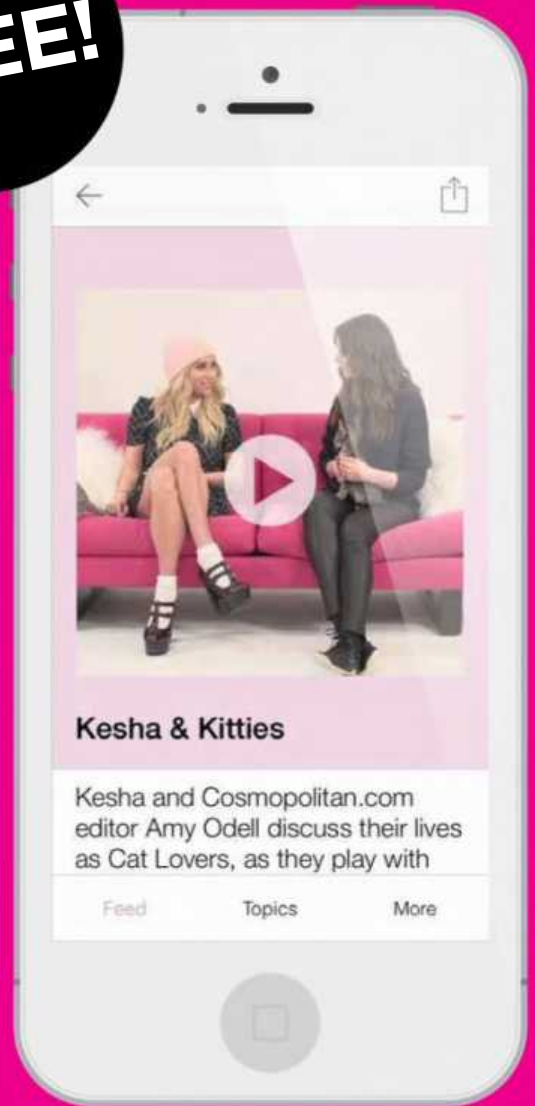 Kesha & Kitties
Kesha and Cosmopolitan.com
editor Amy Odell discuss their lives
as Cat Lovers, as they play with
Feed Topics More